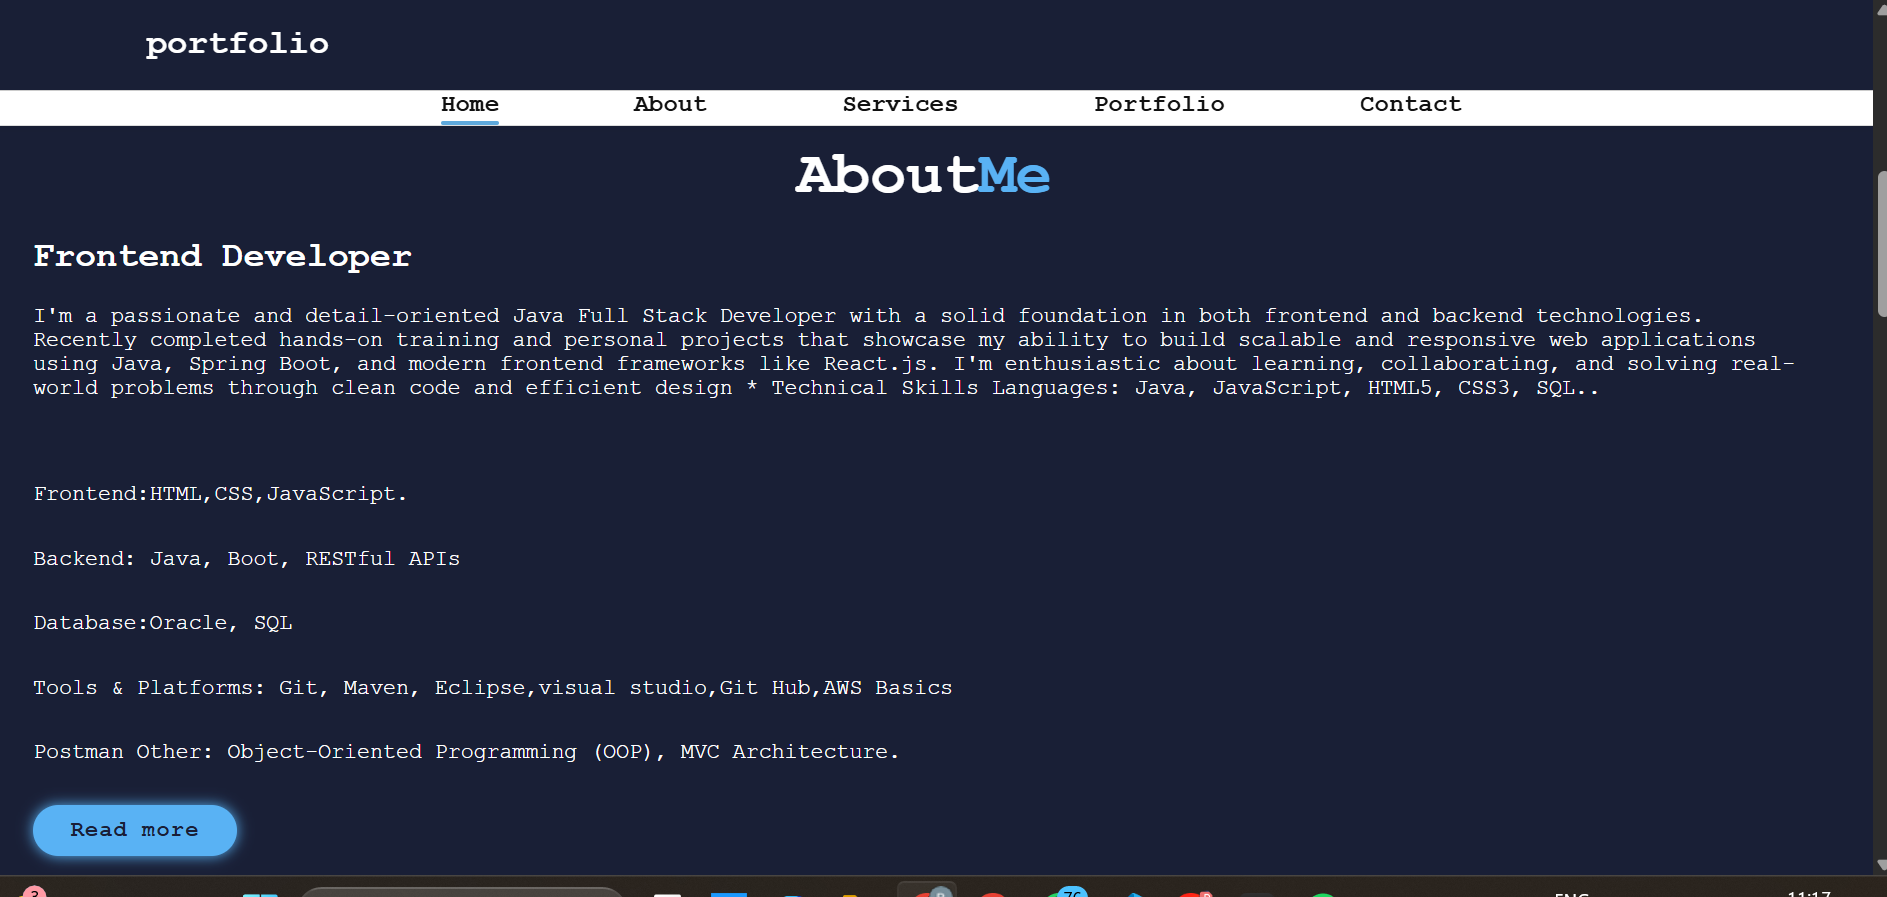 portfolio
Home About Services Portfolio Contact
AboutMe
Frontend Developer
I'm a passionate and detail-oriented Java Full Stack Developer with a solid foundation in both frontend and backend technologies.
Recently completed hands-on training and personal projects that showcase my ability to build scalable and responsive web applications
using Java, Spring Boot, and modern frontend frameworks like React.js. I'm enthusiastic about learning, collaborating, and solving real-
world problems through clean code and efficient design * Technical Skills Languages: Java, JavaScript, HTML5, CSS3, SQL..
Frontend:HTML,CSS,JavaScript.
Backend: Java, Boot, RESTful APIs
Database:Oracle, SQL
Tools & Platforms: Git, Maven, Eclipse,visual studio,Git Hub,AWS Basics
Postman Other: Object-Oriented Programming (OOP), MVC Architecture.
Read more
ENG 11:17